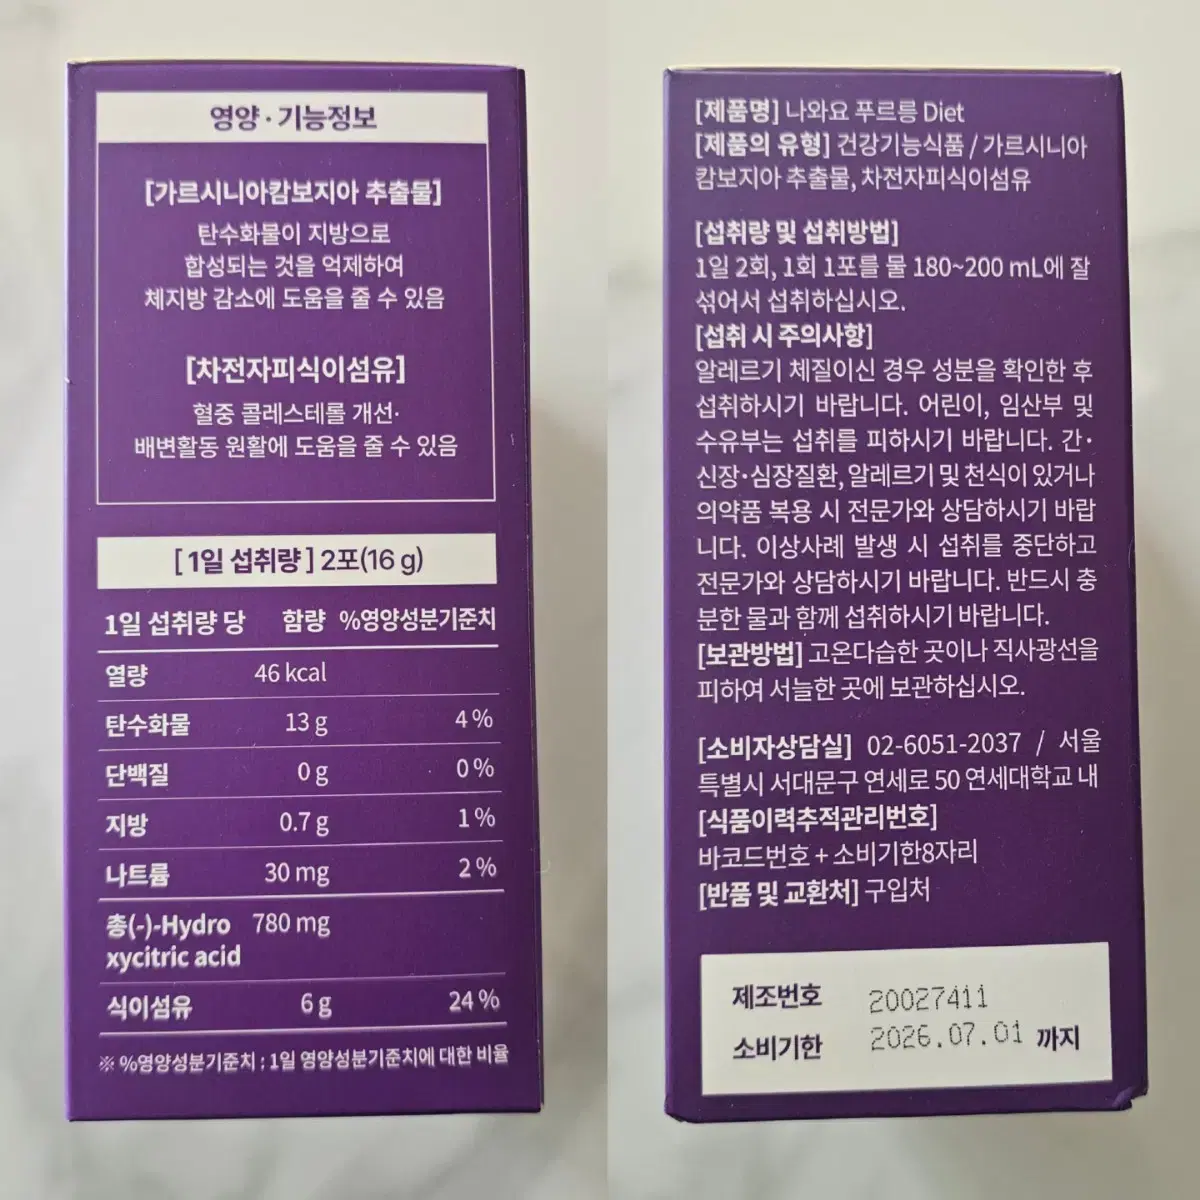 영양·기능정보
[가르시니아캄보지아 추출물]
탄수화물이 지방으로
합성되는 것을 억제하여
체지방 감소에 도움을 줄 수 있음
[차전자피식이섬유]
혈중 콜레스테롤 개선·
배변활동 원활에 도움을 줄 수 있음
[ 1일 섭취량 ] 2포(16 g)
1일 섭취량 당 함량 %영양성분기준치
열량 46 kcal
탄수화물 13 g 4 %
단백질 0 g 0 %
지방 0.7 g 1 %
나트륨 30 mg 2 %
총(-)-Hydro 780 mg
xycitric acid
식이섬유 6 g 24 %
※ %영양성분기준치 : 1일 영양성분기준치에 대한 비율
[제품명] 나와요 푸르릉 Diet
[제품의 유형] 건강기능식품 / 가르시니아
캄보지아 추출물, 차전자피식이섬유
[섭취량 및 섭취방법]
1일 2회, 1회 1포를 물 180~200 mL에 잘
섞어서 섭취하십시오.
[섭취 시 주의사항]
알레르기 체질이신 경우 성분을 확인한 후
섭취하시기 바랍니다. 어린이, 임산부 및
수유부는 섭취를 피하시기 바랍니다. 간·
신장·심장질환, 알레르기 및 천식이 있거나
의약품 복용 시 전문가와 상담하시기 바랍
니다. 이상사례 발생 시 섭취를 중단하고
전문가와 상담하시기 바랍니다. 반드시 충
분한 물과 함께 섭취하시기 바랍니다.
[보관방법] 고온다습한 곳이나 직사광선을
피하여 서늘한 곳에 보관하십시오.
[소비자상담실] 02-6051-2037 / 서울
특별시 서대문구 연세로 50 연세대학교 내
[식품이력추적관리번호]
바코드번호 + 소비기한8자리
[반품 및 교환처] 구입처
제조번호 20027411
소비기한 2026.07.01 까지